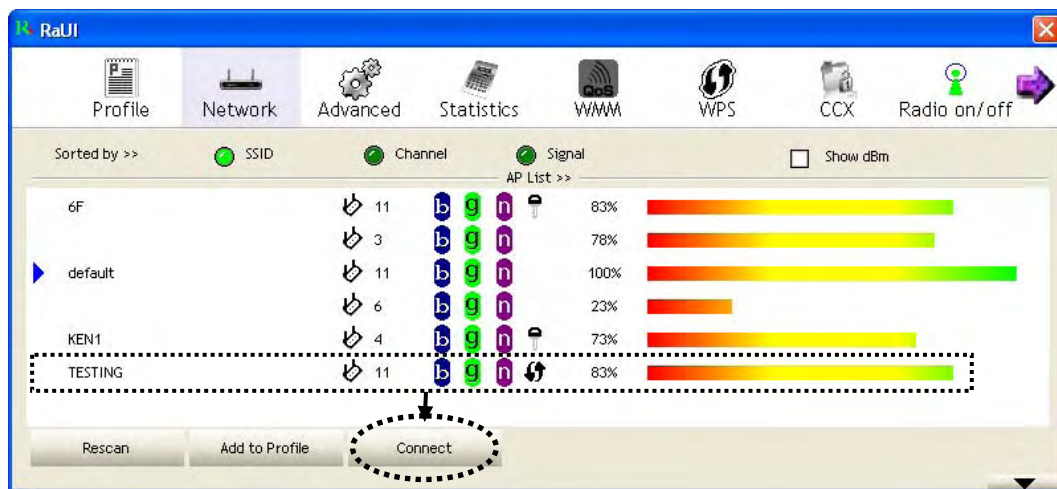 RaUI
Profile Network Advanced Statistics QoS WMM WPS CCX Radio on/off
Sorted by >> SSID Channel Signal Show dBm
AP List >>
6F 11 b g n 83%
3 b g n 78%
default 11 b g n 100%
6 b g n 23%
KEN1 4 b g n 73%
TESTING 11 b g n 83%
Rescan Add to Profile Connect